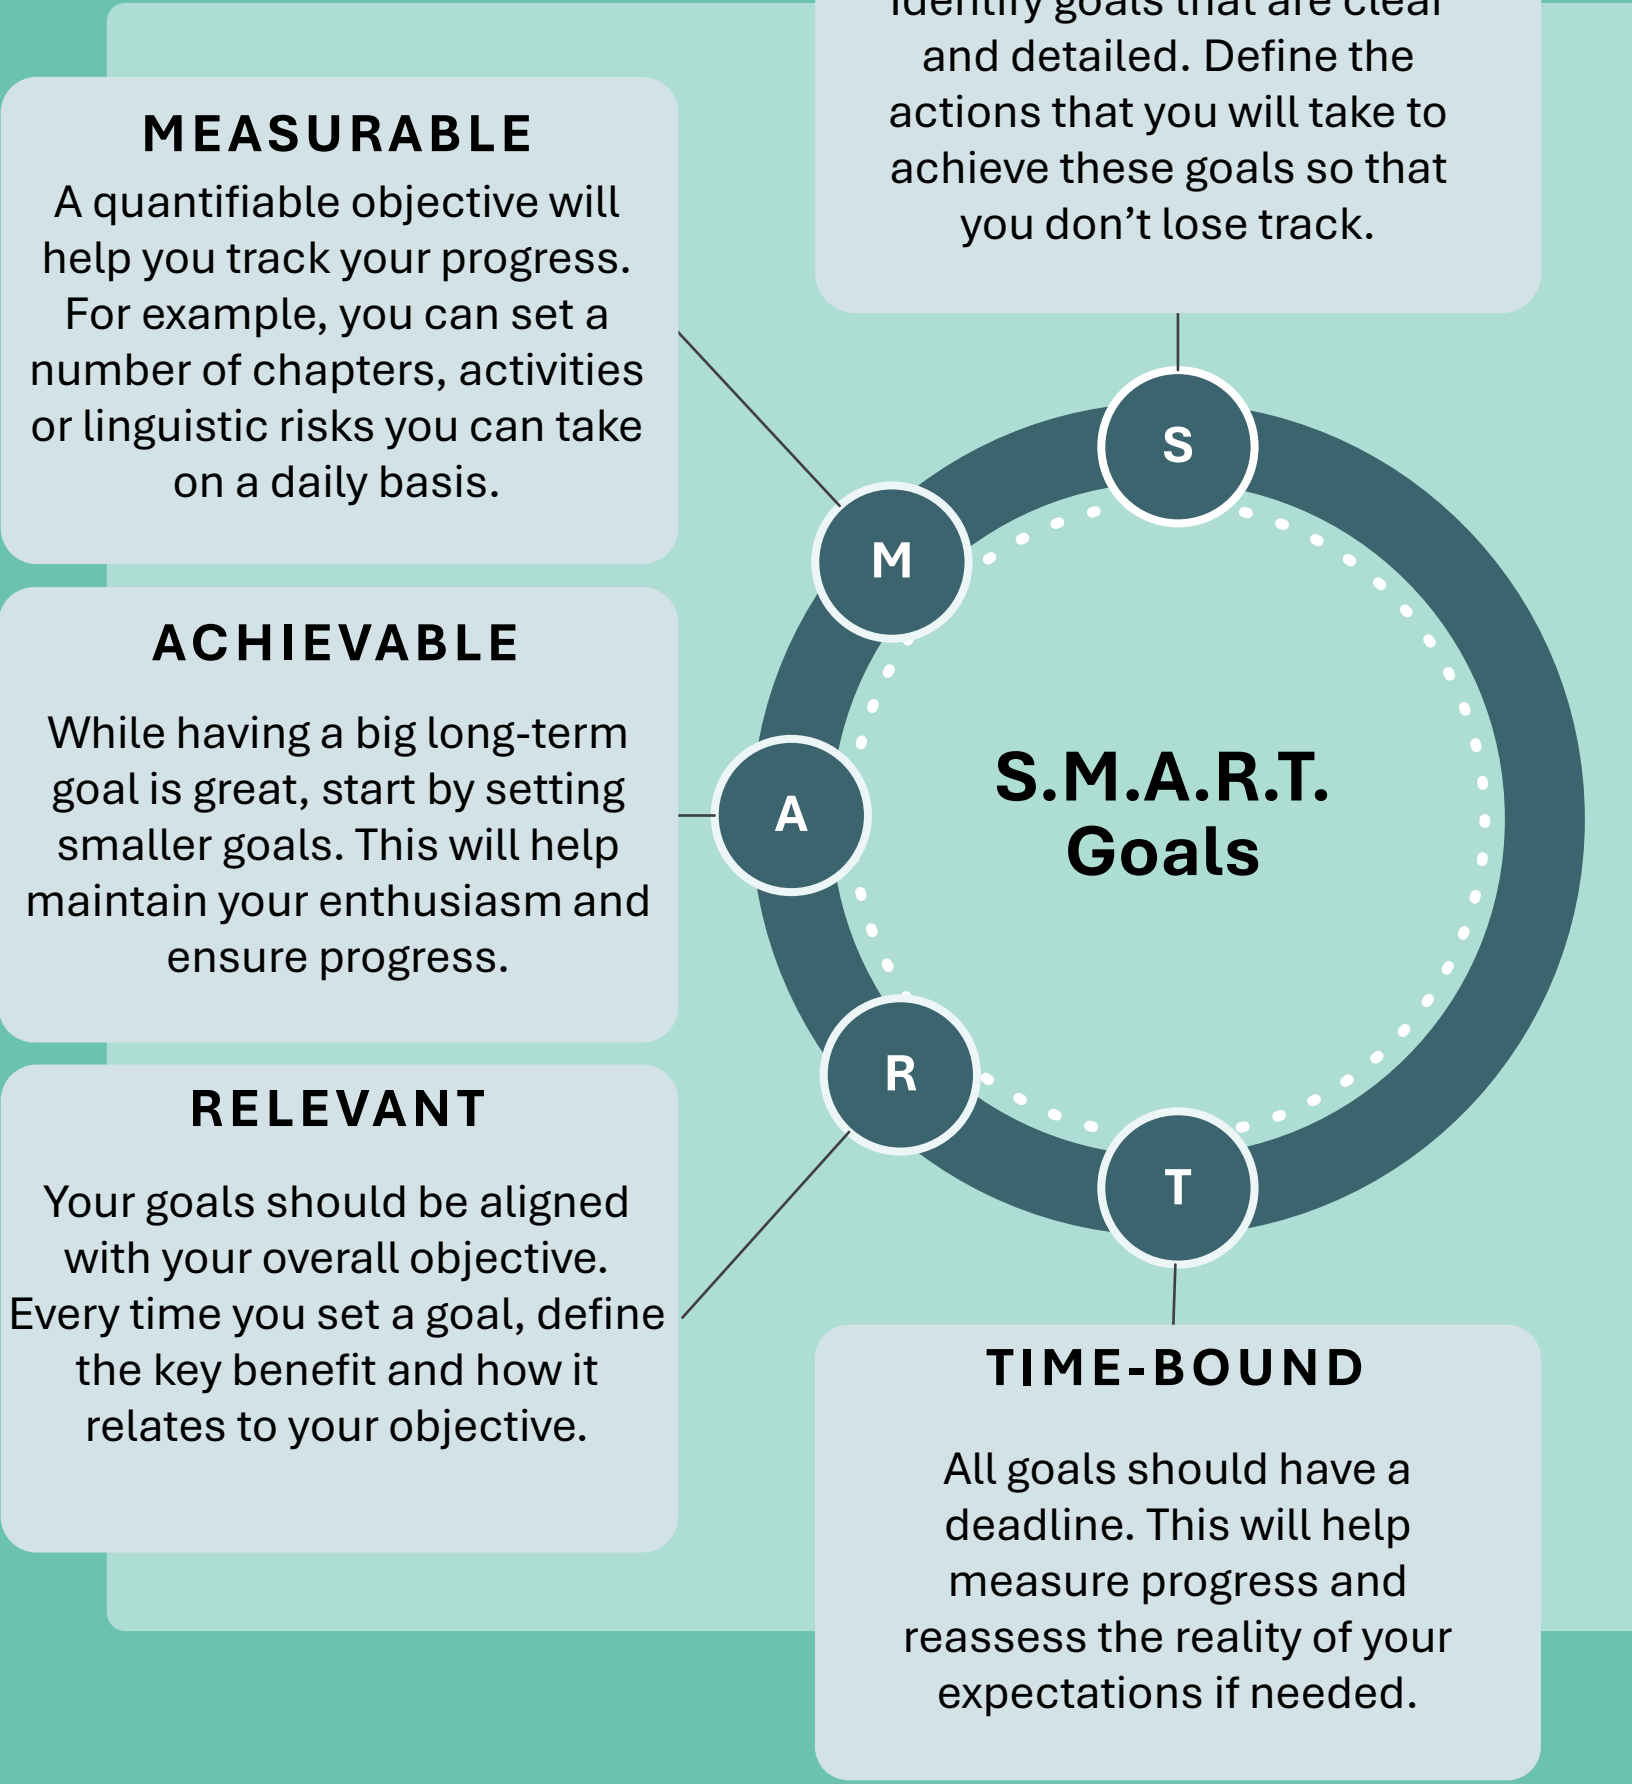 Identify goals that are clear
and detailed. Define the
actions that you will take to
achieve these goals so that
you don’t lose track.
MEASURABLE
A quantifiable objective will
help you track your progress.
For example, you can set a
number of chapters, activities
or linguistic risks you can take
on a daily basis.
ACHIEVABLE
While having a big long-term
goal is great, start by setting
smaller goals. This will help
maintain your enthusiasm and
ensure progress.
RELEVANT
Your goals should be aligned
with your overall objective.
Every time you set a goal, define
the key benefit and how it
relates to your objective.
S
M
A
R
T
S.M.A.R.T.
Goals
TIME-BOUND
All goals should have a
deadline. This will help
measure progress and
reassess the reality of your
expectations if needed.